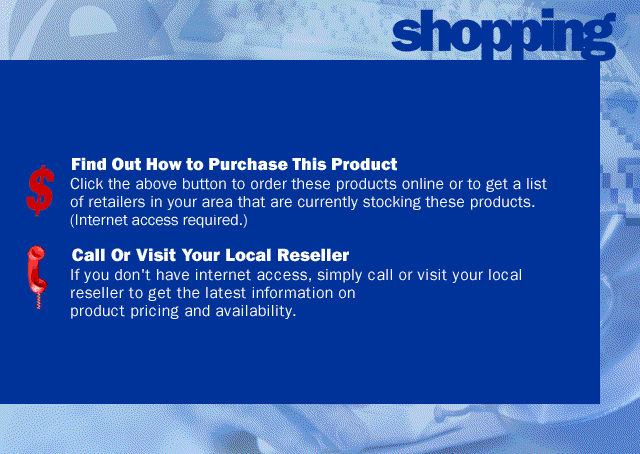 shopping
Find Out How to Purchase This Product
Click the above button to order these products online or to get a list
of retailers in your area that are currently stocking these products.
(Internet access required.)
Call Or Visit Your Local Reseller
If you don't have internet access, simply call or visit your local
reseller to get the latest information on
product pricing and availability.